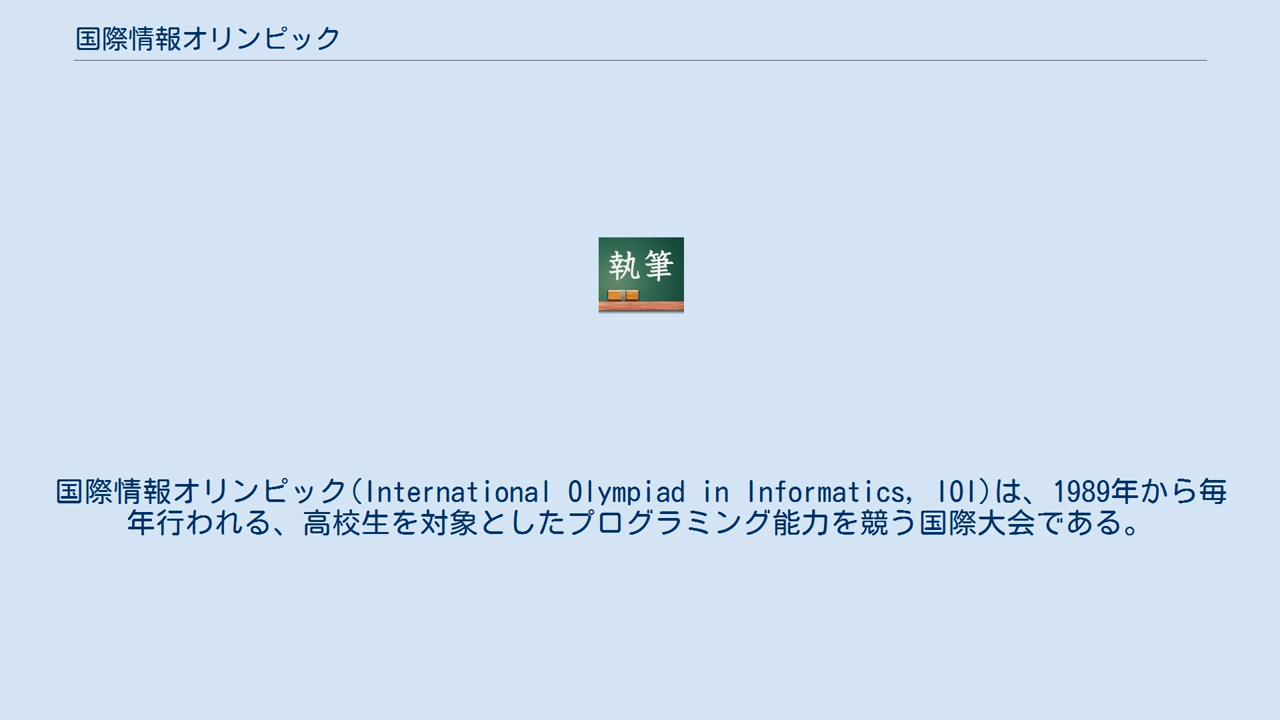 国際情報オリンピック
執筆
国際情報オリンピック(International Olympiad in Informatics, IOI)は、1989年から毎
年行われる、高校生を対象としたプログラミング能力を競う国際大会である。